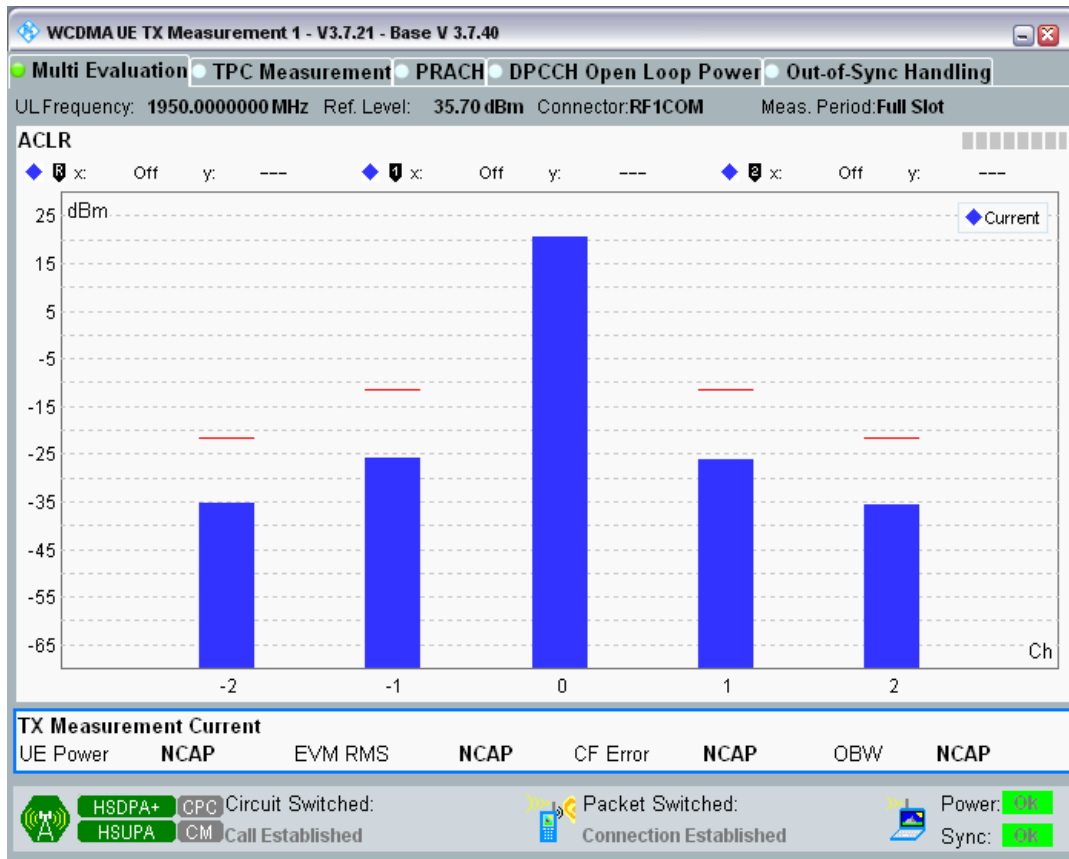 WCDMA UE TX Measurement 1 - V3.7.21 - Base V 3.7.40
Multi Evaluation TPC Measurement PRACH DPCCH Open Loop Power Out-of-Sync Handling
UL Frequency: 1950.0000000 MHz Ref. Level: 35.70 dBm Connector:RF1COM Meas. Period:Full Slot
ACLR
R x: Off y: --- 1 x: Off y: --- 2 x: Off y: ---
dBm
Current
25
15
5
-5
-15
-25
-35
-45
-55
-65
Ch
-2 -1 0 1 2
TX Measurement Current
UE Power NCAP EVM RMS NCAP CF Error NCAP OBW NCAP
HSDPA+ CPC Circuit Switched: Packet Switched: Power: Ok
HSUPA CM Call Established Connection Established Sync: Ok